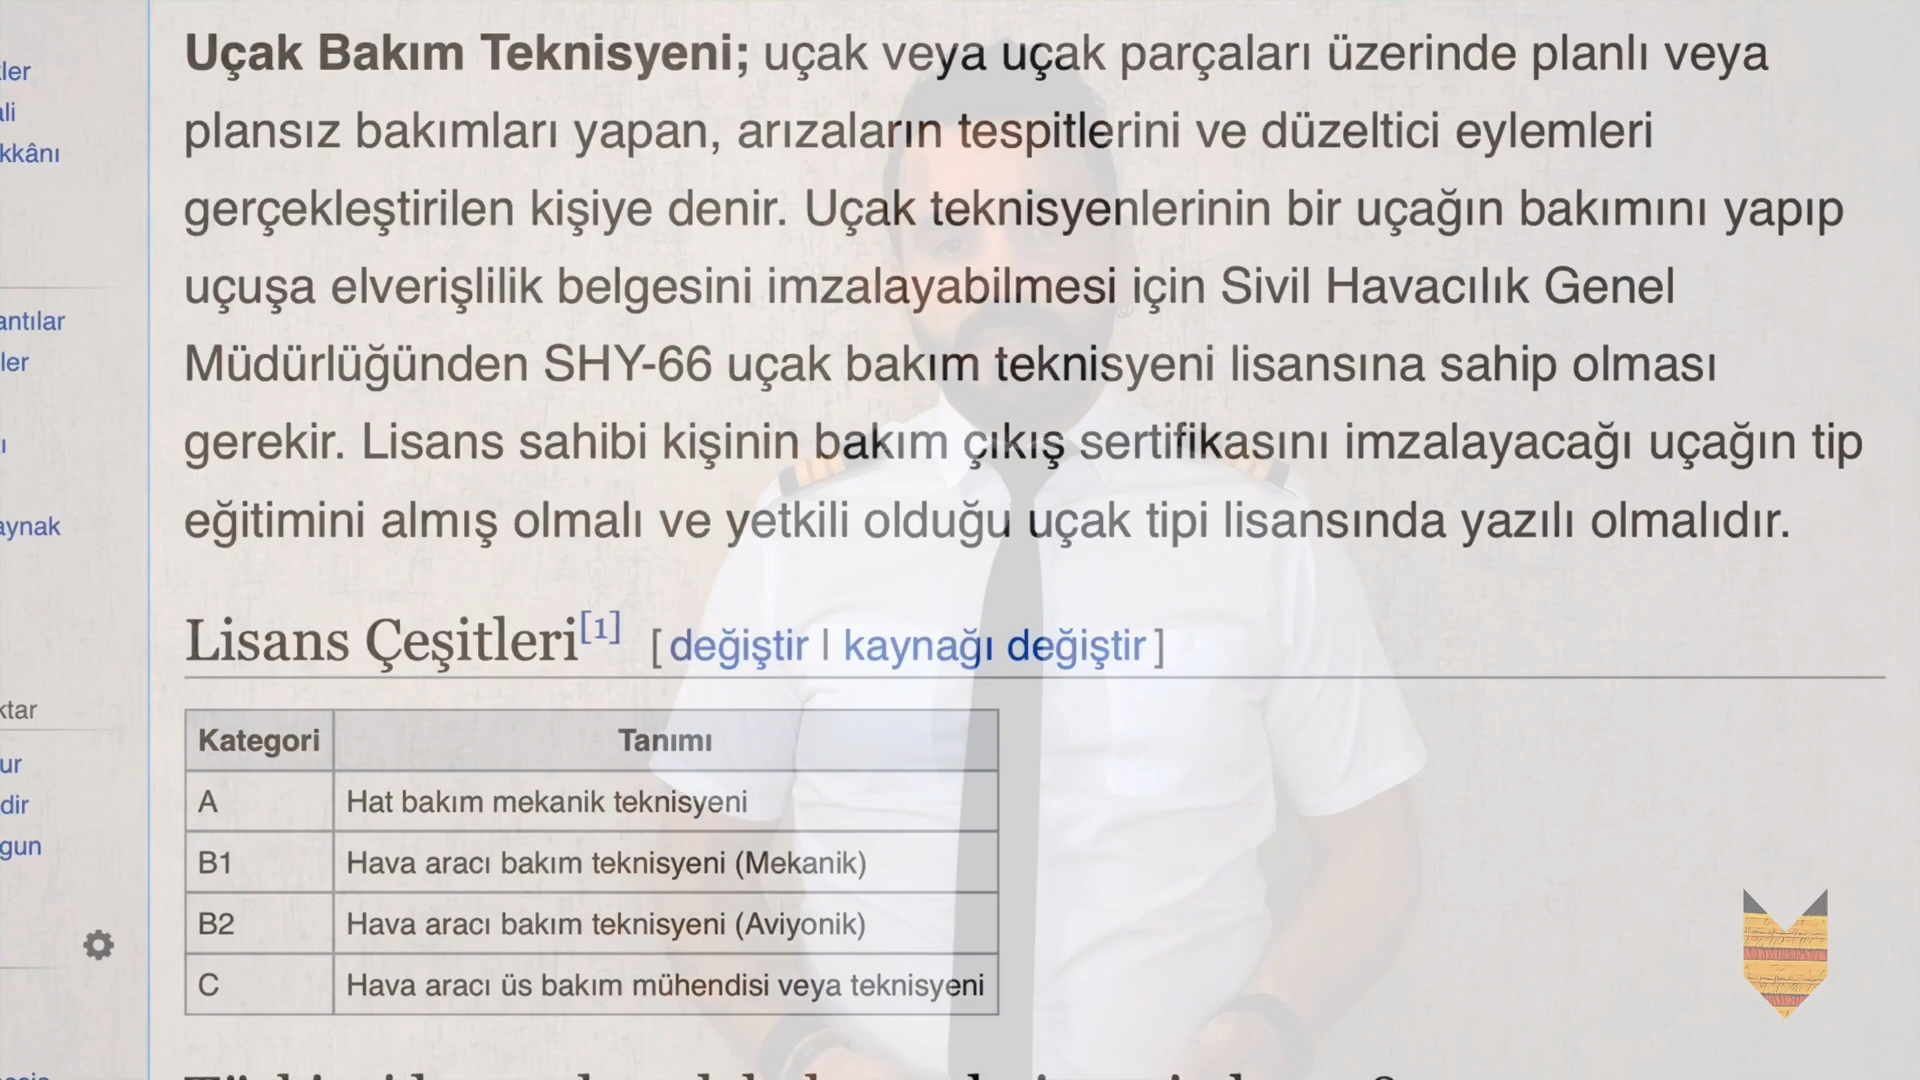 Uçak Bakım Teknisyeni; uçak veya uçak parçaları üzerinde planlı veya
plansız bakımları yapan, arızaların tespitlerini ve düzeltici eylemleri
gerçekleştirilen kişiye denir. Uçak teknisyenlerinin bir uçağın bakımını yapıp
uçuşa elverişlilik belgesini imzalayabilmesi için Sivil Havacılık Genel
Müdürlüğünden SHY-66 uçak bakım teknisyeni lisansına sahip olması
gerekir. Lisans sahibi kişinin bakım çıkış sertifikasını imzalayacağı uçağın tip
eğitimini almış olmalı ve yetkili olduğu uçak tipi lisansında yazılı olmalıdır.
Lisans Çeşitleri[1] [değiştir | kaynağı değiştir]
Kategori Tanımı
A Hat bakım mekanik teknisyeni
B1 Hava aracı bakım teknisyeni (Mekanik)
B2 Hava aracı bakım teknisyeni (Aviyonik)
C Hava aracı üs bakım mühendisi veya teknisyeni